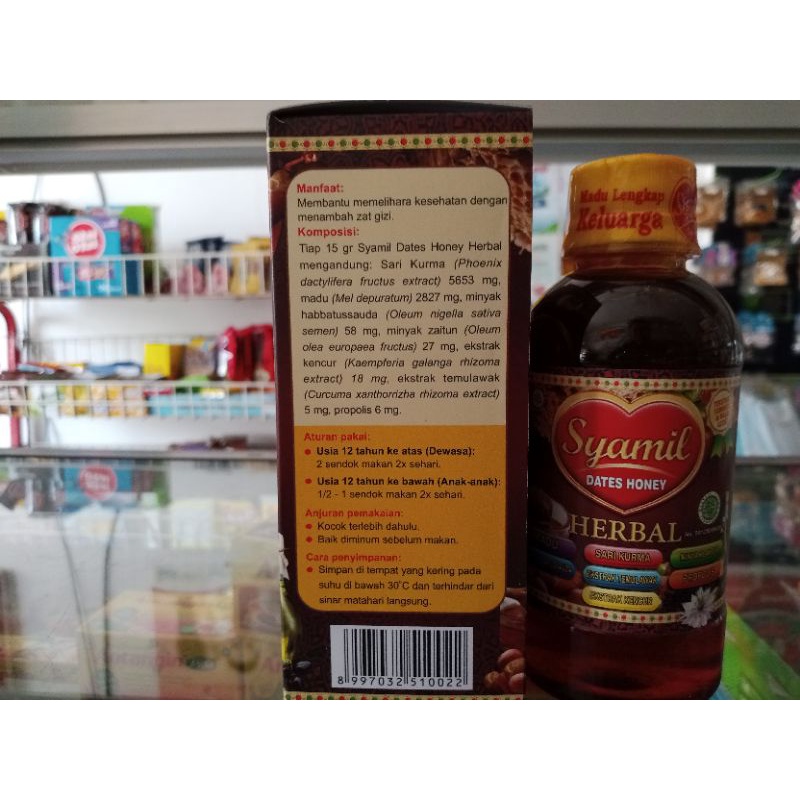 Manfaat:
Membantu memelihara kesehatan dengan
menambah zat gizi.
Komposisi:
Tiap 15 gr Syamil Dates Honey Herbal
mengandung: Sari Kurma (Phoenix
dactylifera fructus extract) 5653 mg,
madu (Mel depuratum) 2827 mg, minyak
habbatussauda (Oleum nigella sativa
semen) 58 mg, minyak zaitun (Oleum
olea europaea fructus) 27 mg, ekstrak
kencur (Kaempferia galanga rhizoma
extract) 18 mg, ekstrak temulawak
(Curcuma xanthorrizha rhizoma extract)
5 mg, propolis 6 mg.
Aturan pakai:
Usia 12 tahun ke atas (Dewasa):
2 sendok makan 2x sehari.
Usia 12 tahun ke bawah (Anak-anak):
1/2 - 1 sendok makan 2x sehari.
Anjuran pemakaian:
Kocok terlebih dahulu.
Baik diminum sebelum makan.
Cara penyimpanan:
Simpan di tempat yang kering pada
suhu di bawah 30°C dan terhindar dari
sinar matahari langsung.
8 997032 510022
Madu Lengkap
Keluarga
Syamil
DATES HONEY
HERBAL
SARI KURMA
EKSTRAK TEMULAWAK
EKSTRAK KENCUR